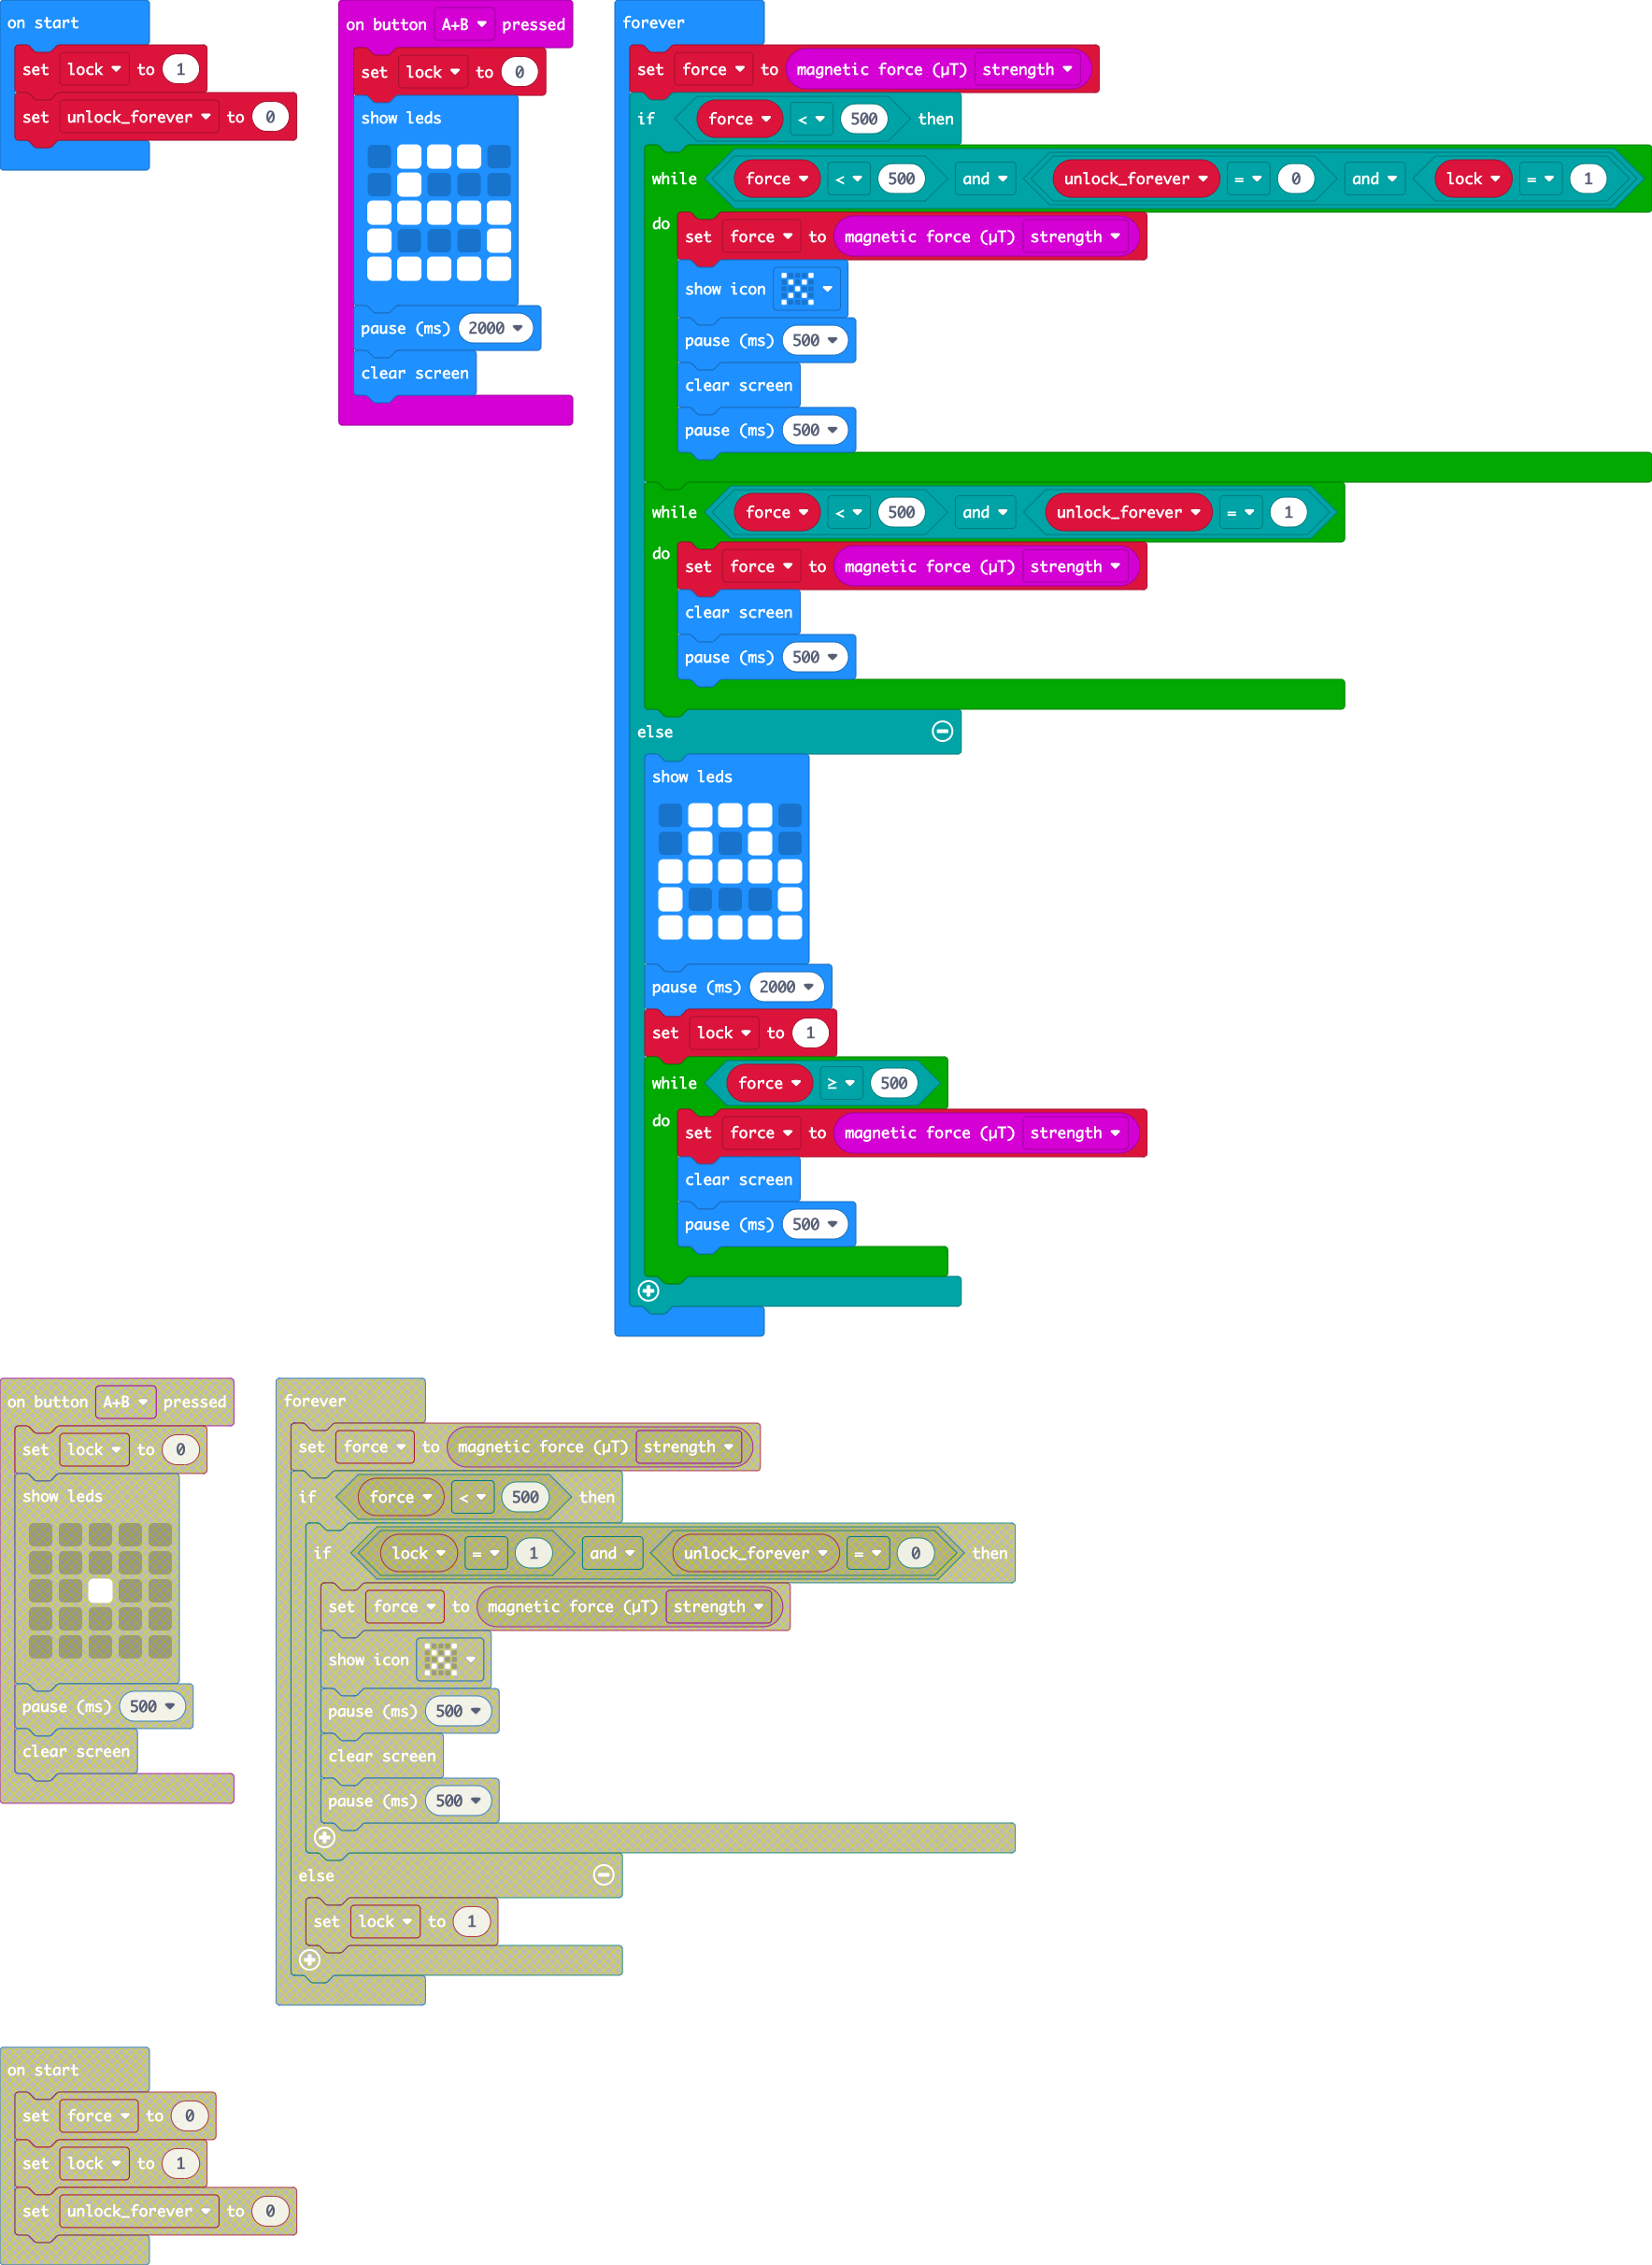 on start
set lock to 1
set unlock_forever to 0
on button A+B pressed
set lock to 0
show leds
pause (ms) 2000
clear screen
forever
set force to magnetic force (µT) strength
if force < 500 then
while force < 500 and unlock_forever = 0 and lock = 1
do set force to magnetic force (µT) strength
show icon
pause (ms) 500
clear screen
pause (ms) 500
while force < 500 and unlock_forever = 1
do set force to magnetic force (µT) strength
clear screen
pause (ms) 500
else
show leds
pause (ms) 2000
set lock to 1
while force ≥ 500
do set force to magnetic force (µT) strength
clear screen
pause (ms) 500
on button A+B pressed
set lock to 0
show leds
pause (ms) 500
clear screen
forever
set force to magnetic force (µT) strength
if force < 500 then
if lock = 1 and unlock_forever = 0 then
set force to magnetic force (µT) strength
show icon
pause (ms) 500
clear screen
pause (ms) 500
else
set lock to 1
on start
set force to 0
set lock to 1
set unlock_forever to 0